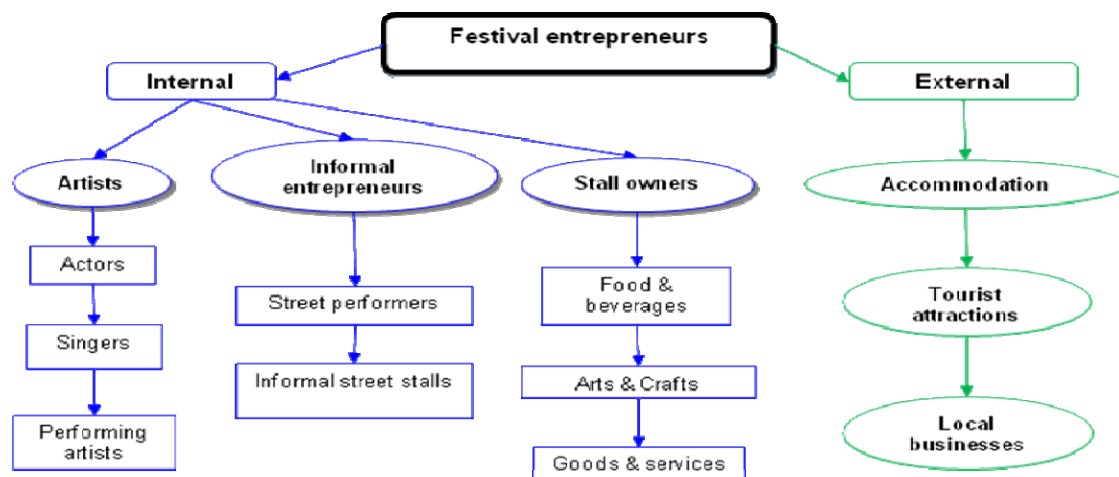 Festival entrepreneurs
Internal
External
Artists
Informal
entrepreneurs
Stall owners
Accommodation
Actors
Street performers
Food &
beverages
Tourist
attractions
Singers
Informal street stalls
Arts & Crafts
Performing
artists
Goods & services
Local
businesses